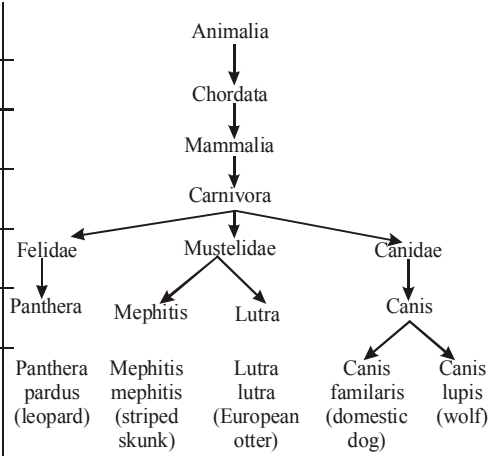 Animalia
Chordata
Mammalia
Carnivora
Felidae Mustelidae Canidae
Panthera Mephitis Lutra Canis
Panthera Mephitis Lutra Canis Canis
pardus mephitis lutra familaris lupis
(leopard) (striped (European (domestic (wolf)
skunk) otter) dog)